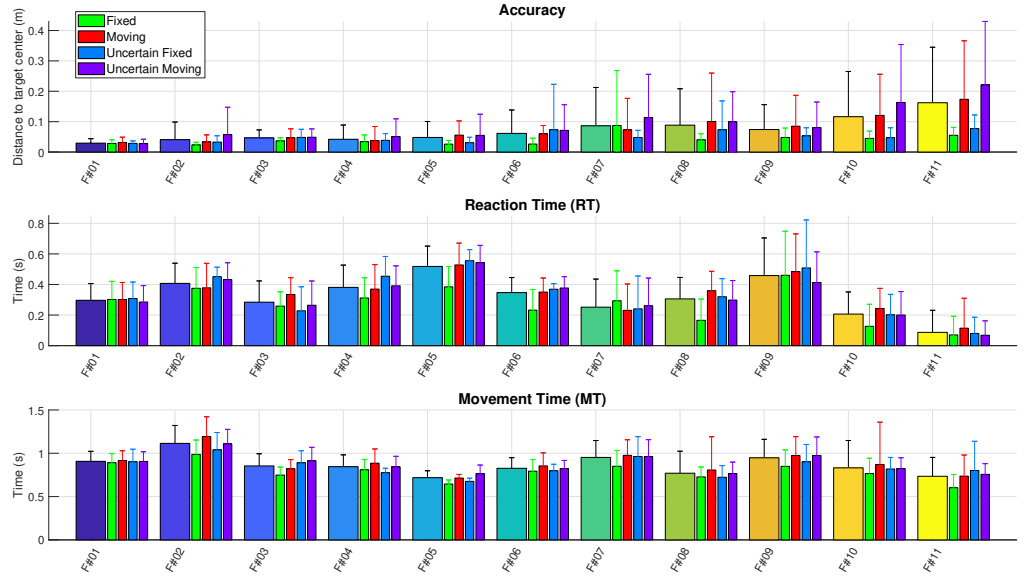 Accuracy
Distance to target center (m)
0.4
0.3
0.2
0.1
0
Fixed
Moving
Uncertain Fixed
Uncertain Moving
F#01
F#02
F#03
F#04
F#05
F#06
F#07
F#08
F#09
F#10
F#11
Reaction Time (RT)
Time (s)
0.8
0.6
0.4
0.2
0
F#01
F#02
F#03
F#04
F#05
F#06
F#07
F#08
F#09
F#10
F#11
Movement Time (MT)
Time (s)
1.5
1
0.5
0
F#01
F#02
F#03
F#04
F#05
F#06
F#07
F#08
F#09
F#10
F#11